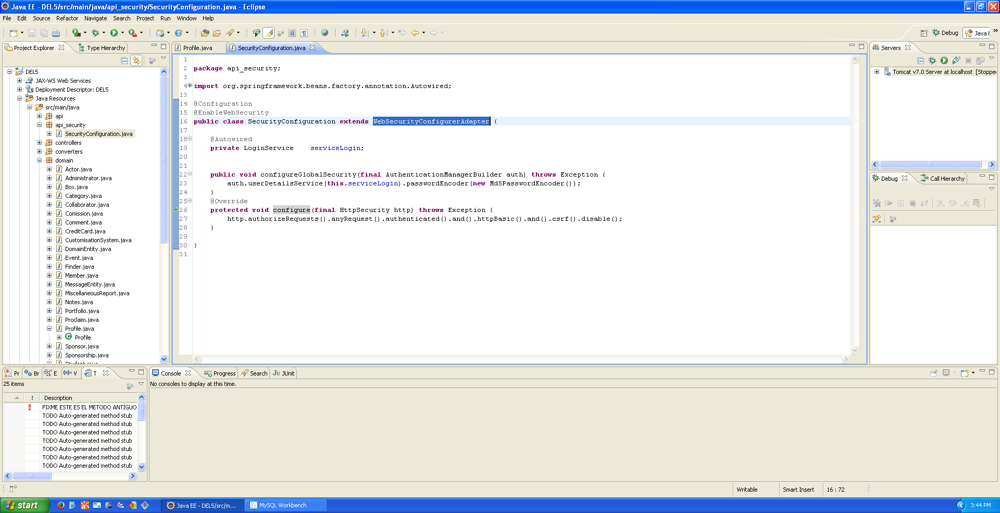 Java EE - DEL5/src/main/java/api_security/SecurityConfiguration.java - Eclipse
File Edit Source Refactor Navigate Search Project Run Window Help
Debug Java
Project Explorer Type Hierarchy
DEL5
JAX-WS Web Services
Deployment Descriptor: DEL5
Java Resources
src/main/java
api
api_security
SecurityConfiguration.java
controllers
converters
domain
Actor.java
Administrator.java
Box.java
Category.java
Collaborator.java
Comission.java
Comment.java
CreditCard.java
CustomisationSystem.java
DomainEntity.java
Event.java
Finder.java
Member.java
MessageEntity.java
MiscellaneousReport.java
Notes.java
Portfolio.java
Proclaim.java
Profile.java
Profile
Sponsor.java
Sponsorship.java
Profile.java SecurityConfiguration.java
1
2 package api_security;
3
4 import org.springframework.beans.factory.annotation.Autowired;
13
14 @Configuration
15 @EnableWebSecurity
16 public class SecurityConfiguration extends WebSecurityConfigurerAdapter {
17
18 @Autowired
19 private LoginService serviceLogin;
20
21
22 public void configureGlobalSecurity(final AuthenticationManagerBuilder auth) throws Exception {
23 auth.userDetailsService(this.serviceLogin).passwordEncoder(new Md5PasswordEncoder());
24 }
25 @Override
26 protected void configure(final HttpSecurity http) throws Exception {
27 http.authorizeRequests().anyRequest().authenticated().and().httpBasic().and().csrf().disable();
28 }
29
30 }
31
Servers
Tomcat v7.0 Server at localhost [Stoppe
Debug Call Hierarchy
Pr Br E (x)= V T
25 items
! Description
FIXME ESTE ES EL METODO ANTIGUO
TODO Auto-generated method stub
TODO Auto-generated method stub
TODO Auto-generated method stub
TODO Auto-generated method stub
TODO Auto-generated method stub
TODO Auto-generated method stub
TODO Auto-generated method stub
Console Progress Search JUnit
No consoles to display at this time.
Writable Smart Insert 16 : 72
start Java EE - DEL5/src/m... MySQL Workbench 3:44 PM